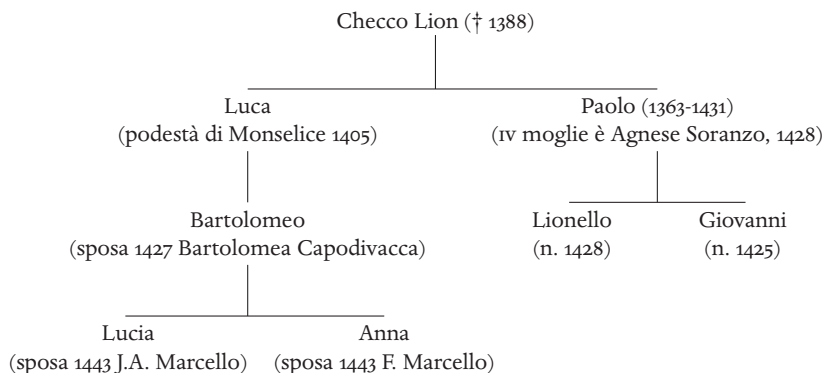 Checco Lion († 1388)
Luca
(podestà di Monselice 1405)
Paolo (1363-1431)
(IV moglie è Agnese Soranzo, 1428)
Bartolomeo
(sposa 1427 Bartolomea Capodivacca)
Lionello
(n. 1428)
Giovanni
(n. 1425)
Lucia
(sposa 1443 J.A. Marcello)
Anna
(sposa 1443 F. Marcello)